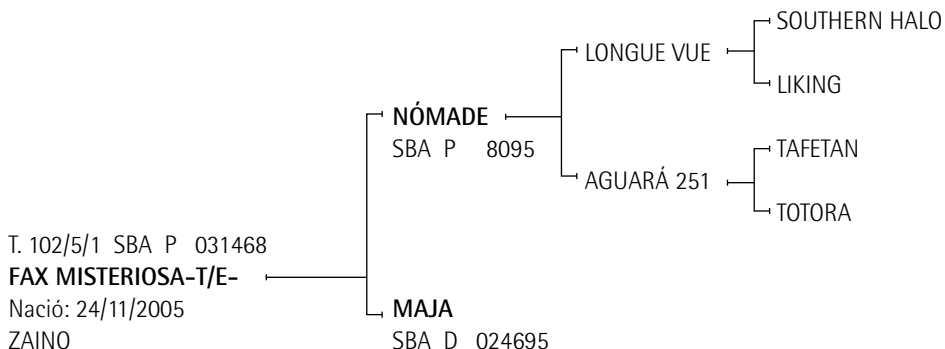 SOUTHERN HALO
LONGUE VUE
LIKING
NÓMADE
SBA P 8095
TAFETAN
AGUARÁ 251
TOTORA
T. 102/5/1 SBA P 031468
FAX MISTERIOSA-T/E-
Nació: 24/11/2005
ZAINO
MAJA
SBA D 024695